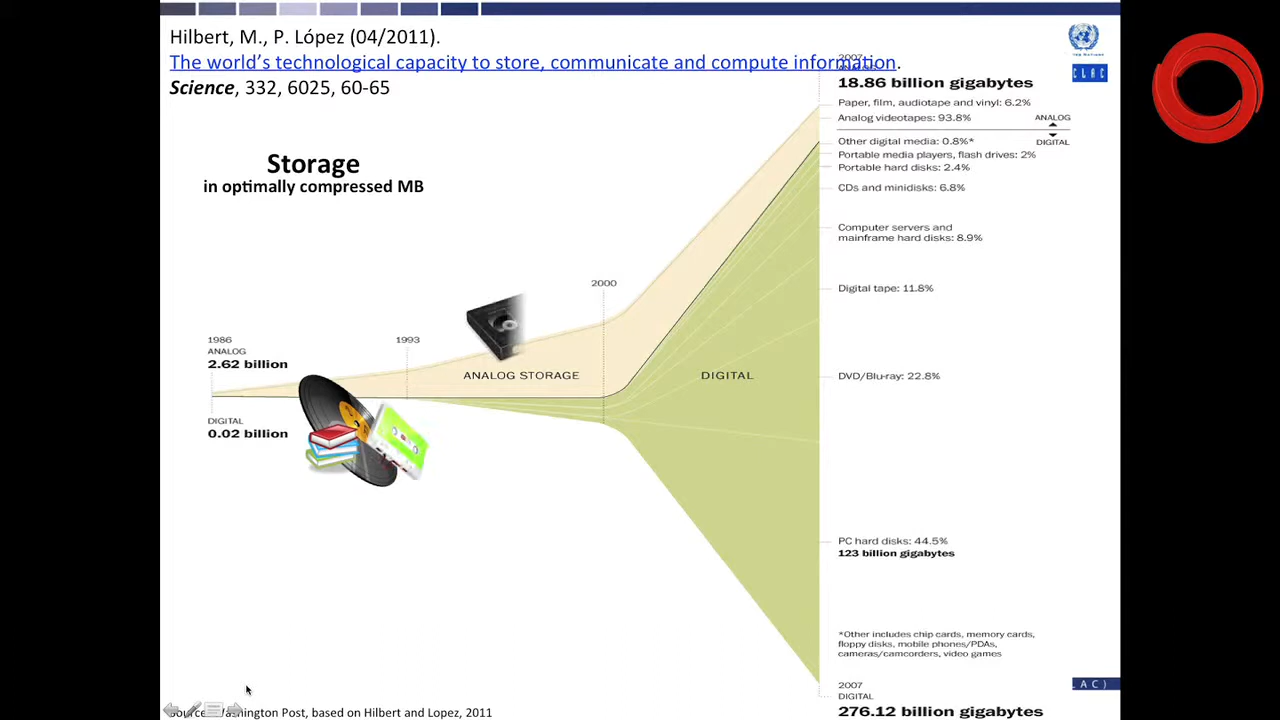 Hilbert, M., P. López (04/2011).
The world's technological capacity to store, communicate and compute information.
Science, 332, 6025, 60-65
Storage
in optimally compressed MB
1986
ANALOG
2.62 billion
DIGITAL
0.02 billion
1993
2000
ANALOG STORAGE
DIGITAL
2007
18.86 billion gigabytes
Paper, film, audiotape and vinyl: 6.2%
Analog videotapes: 93.8%
ANALOG
DIGITAL
Other digital media: 0.8%*
Portable media players, flash drives: 2%
Portable hard disks: 2.4%
CDs and minidisks: 6.8%
Computer servers and
mainframe hard disks: 8.9%
Digital tape: 11.8%
DVD/Blu-ray: 22.8%
PC hard disks: 44.5%
123 billion gigabytes
*Other includes chip cards, memory cards,
floppy disks, mobile phones/PDAs,
cameras/camcorders, video games
2007
DIGITAL
276.12 billion gigabytes
LAC)
Post, based on Hilbert and Lopez, 2011